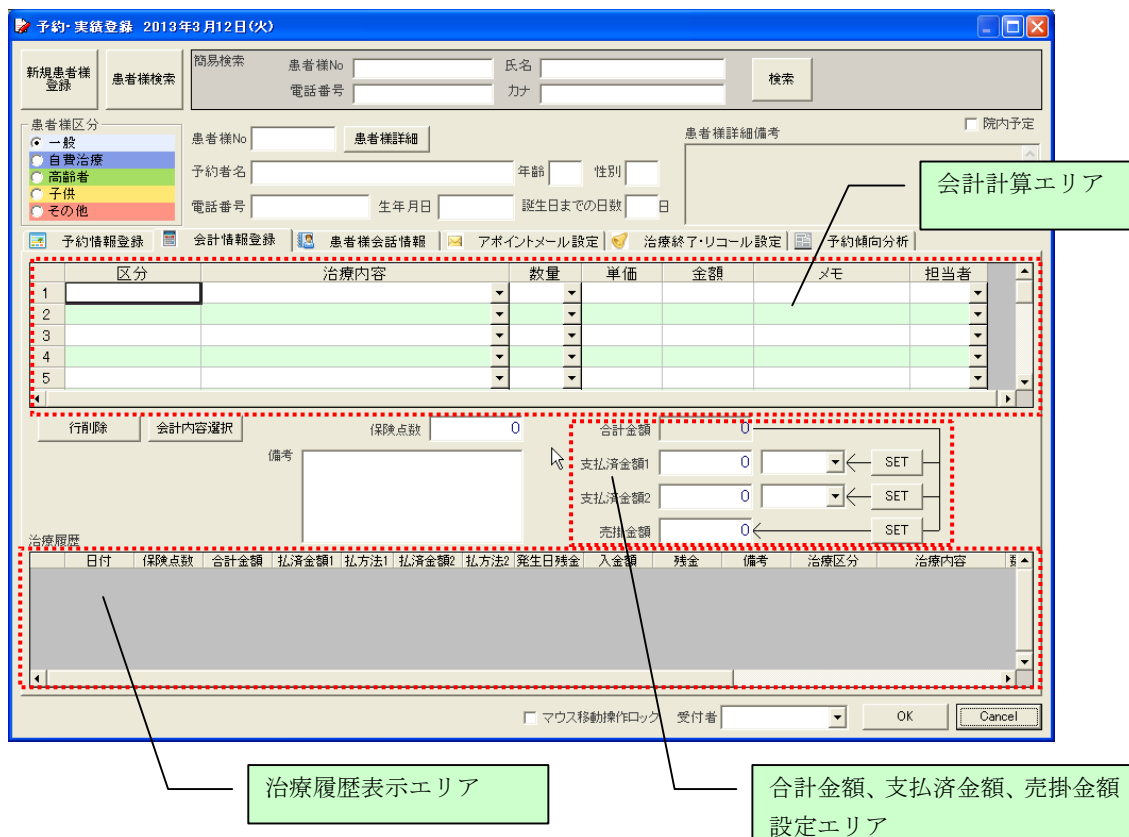 予約・実績登録 2013年3月12日(火)
新規患者様
登録
患者様検索
簡易検索
患者様No
氏名
電話番号
カナ
検索
患者様区分
一般
自費治療
高齢者
子供
その他
患者様No
患者様詳細
予約者名
年齢
性別
電話番号
生年月日
誕生日までの日数
日
患者様詳細備考
院内予定
会計計算エリア
予約情報登録 会計情報登録 患者様会話情報 アポイントメール設定 治療終了・リコール設定 予約傾向分析
区分 治療内容 数量 単価 金額 メモ 担当者
1
2
3
4
5
行削除
会計内容選択
保険点数 0
合計金額 0
備考
支払済金額1 0 SET
支払済金額2 0 SET
売掛金額 0 SET
治療履歴
日付 保険点数 合計金額 払済金額1 払方法1 払済金額2 払方法2 発生日残金 入金額 残金 備考 治療区分 治療内容
マウス移動操作ロック
受付者
OK
Cancel
治療履歴表示エリア
合計金額、支払済金額、売掛金額
設定エリア